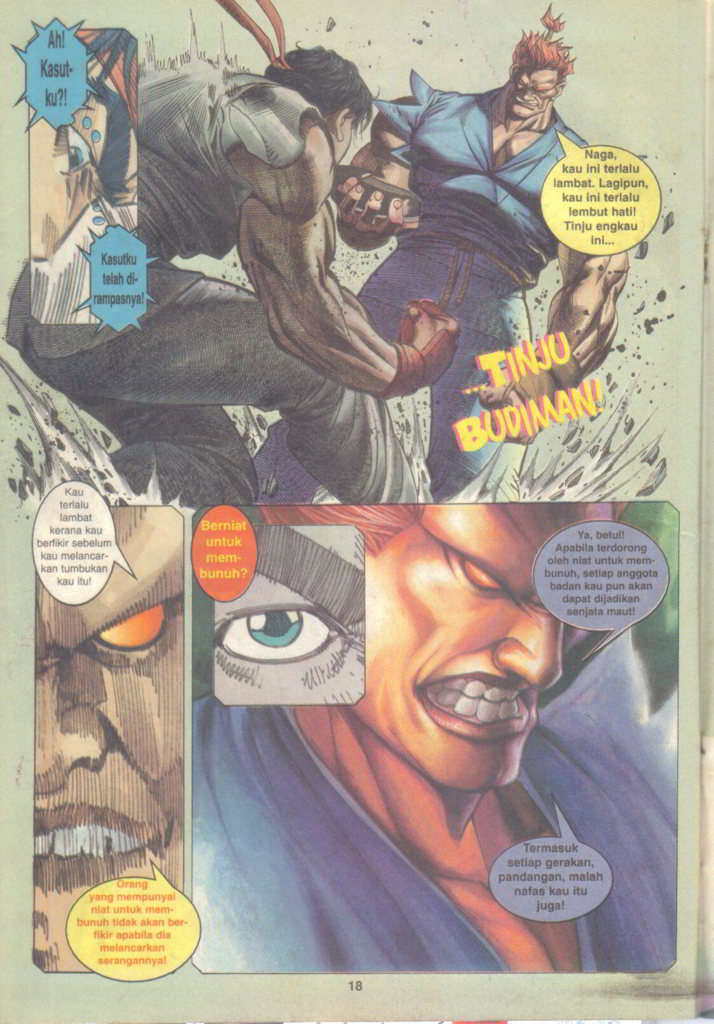 Ah!
Kasut-
ku?!
Kasutku
telah di-
rampasnya!
Naga,
kau ini terlalu
lambat. Lagipun,
kau ini terlalu
lembut hati!
Tinju engkau
ini...
...TINJU
BUDIMAN!
Kau
terlalu
lambat
kerana kau
berfikir sebelum
kau melancar-
kan tumbukan
kau itu!
Orang
yang mempunyai
niat untuk mem-
bunuh tidak akan ber-
fikir apabila dia
melancarkan
serangannya!
Berniat
untuk
mem-
bunuh?
Ya, betul!
Apabila terdorong
oleh niat untuk mem-
bunuh, setiap anggota
badan kau pun akan
dapat dijadikan
senjata maut!
Termasuk
setiap gerakan,
pandangan, malah
nafas kau itu
juga!
18